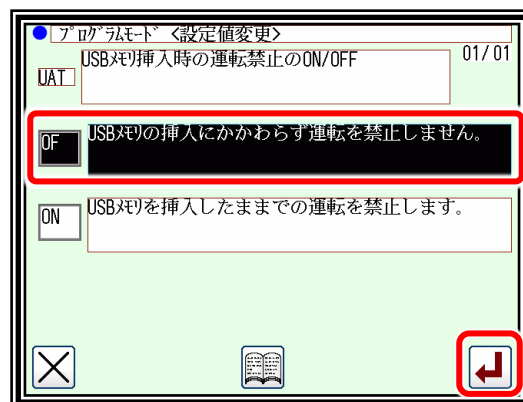 ﾌﾟﾛｸﾞﾗﾑﾓｰﾄﾞ <設定値変更>
01/01
UAT USBﾒﾓﾘ挿入時の運転禁止のON/OFF
OF USBﾒﾓﾘの挿入にかかわらず運転を禁止しません。
ON USBﾒﾓﾘを挿入したままでの運転を禁止します。